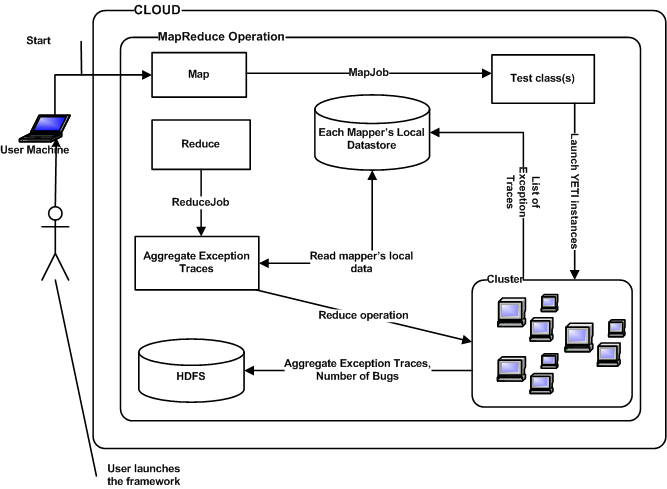 CLOUD
MapReduce Operation
Start
Map
MapJob
Test class(s)
User Machine
Each Mapper's Local
Datastore
Reduce
ReduceJob
List of
Exception
Traces
Launch YETI instances
Aggregate Exception
Traces
Read mapper's local
data
Cluster
Reduce operation
HDFS
Aggregate Exception Traces,
Number of Bugs
User launches
the framework